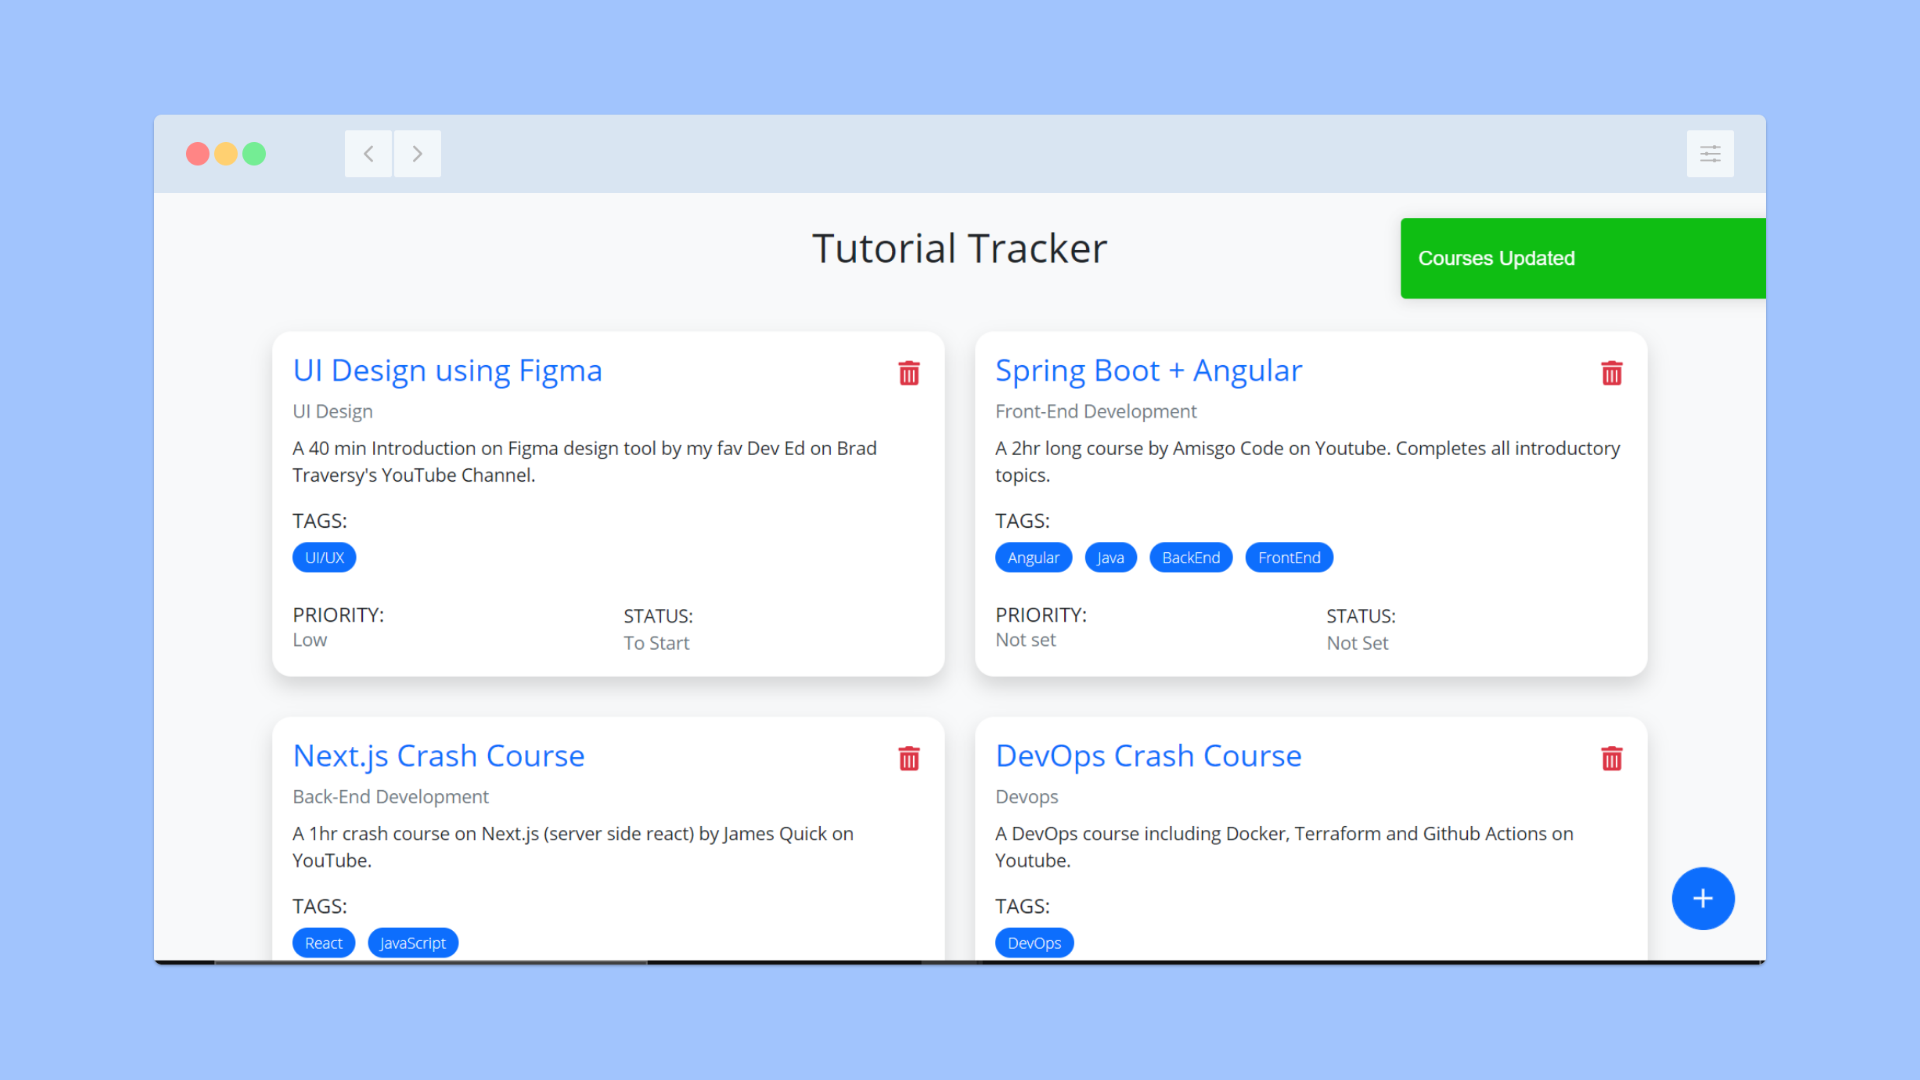 Tutorial Tracker
Courses Updated
UI Design using Figma
UI Design
A 40 min Introduction on Figma design tool by my fav Dev Ed on Brad
Traversy's YouTube Channel.
TAGS:
UI/UX
PRIORITY:
Low
STATUS:
To Start
Spring Boot + Angular
Front-End Development
A 2hr long course by Amisgo Code on Youtube. Completes all introductory
topics.
TAGS:
Angular Java BackEnd FrontEnd
PRIORITY:
Not set
STATUS:
Not Set
Next.js Crash Course
Back-End Development
A 1hr crash course on Next.js (server side react) by James Quick on
YouTube.
TAGS:
React JavaScript
DevOps Crash Course
Devops
A DevOps course including Docker, Terraform and Github Actions on
Youtube.
TAGS:
DevOps